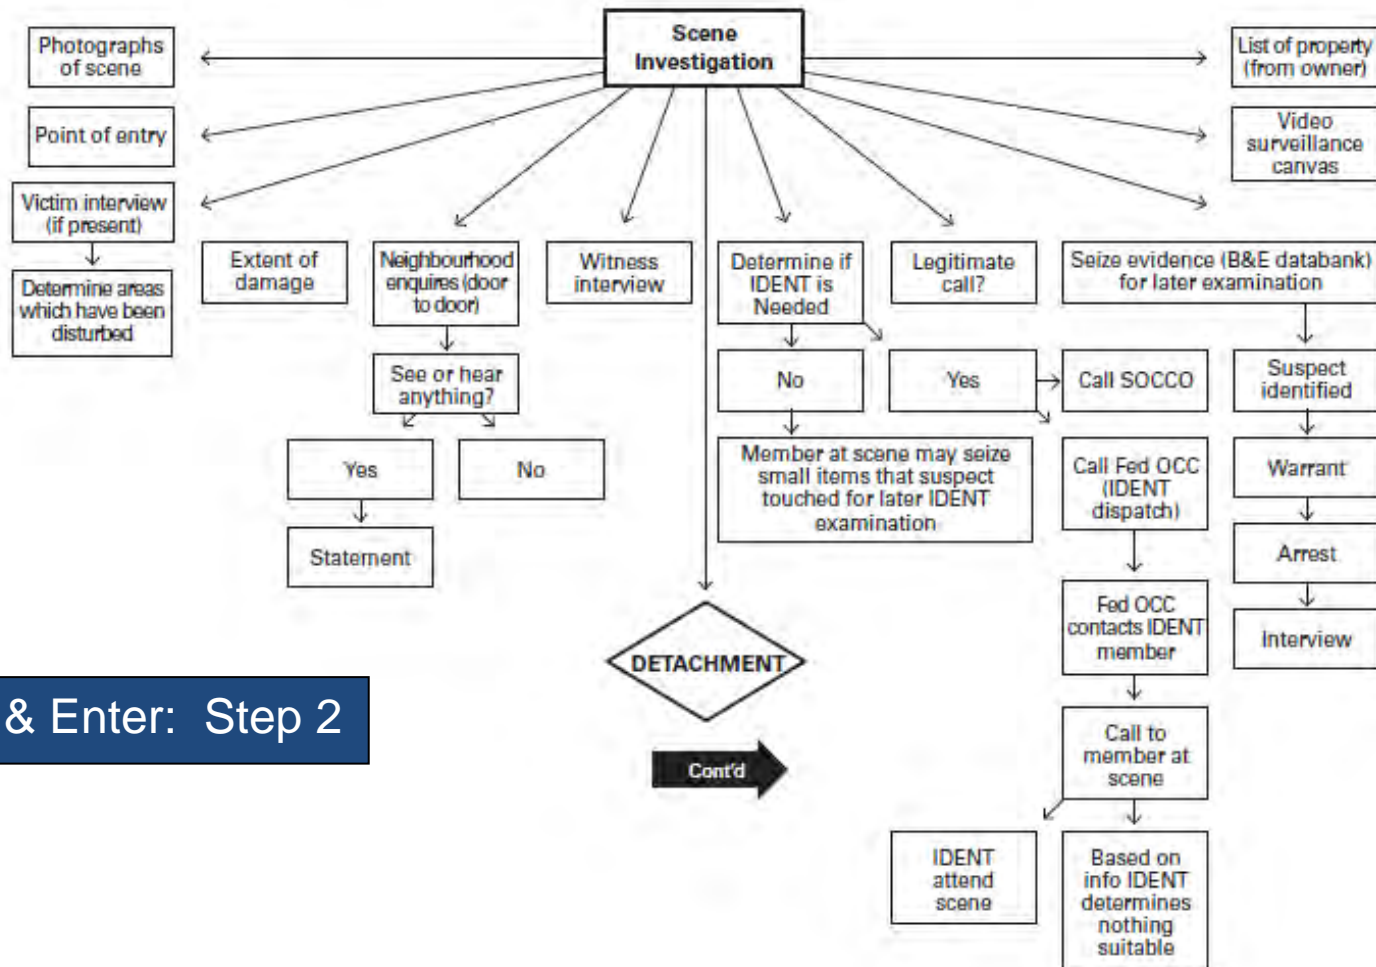 Scene
Investigation
Photographs
of scene
List of property
(from owner)
Point of entry
Video
surveillance
canvas
Victim interview
(if present)
Determine areas
which have been
disturbed
Extent of
damage
Neighbourhood
enquires (door
to door)
Witness
interview
Determine if
IDENT is
Needed
Legitimate
call?
Seize evidence (B&E databank)
for later examination
See or hear
anything?
No
Yes
Call SOCCO
Suspect
identified
Yes
No
Member at scene may seize
small items that suspect
touched for later IDENT
examination
Call Fed OCC
(IDENT
dispatch)
Warrant
Statement
Arrest
Fed OCC
contacts IDENT
member
Interview
DETACHMENT
& Enter: Step 2
Cont'd
Call to
member at
scene
IDENT
attend
scene
Based on
info IDENT
determines
nothing
suitable